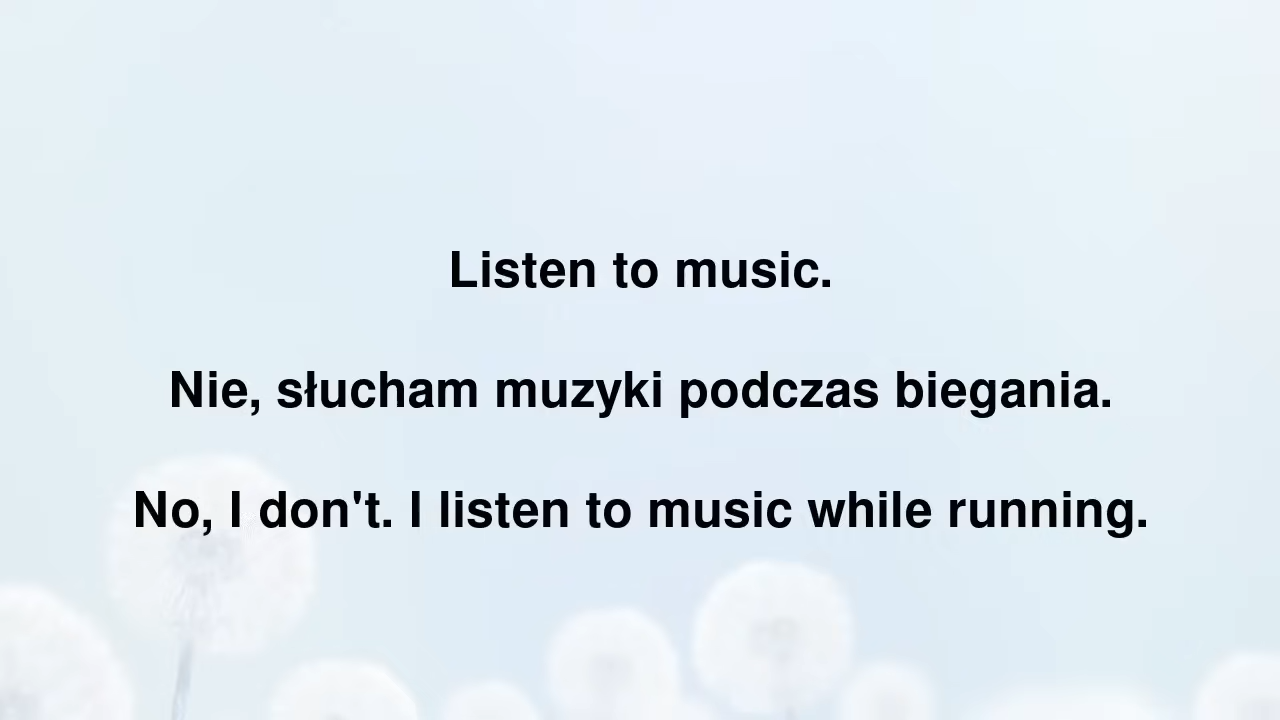 Listen to music.
Nie, słucham muzyki podczas biegania.
No, I don't. I listen to music while running.